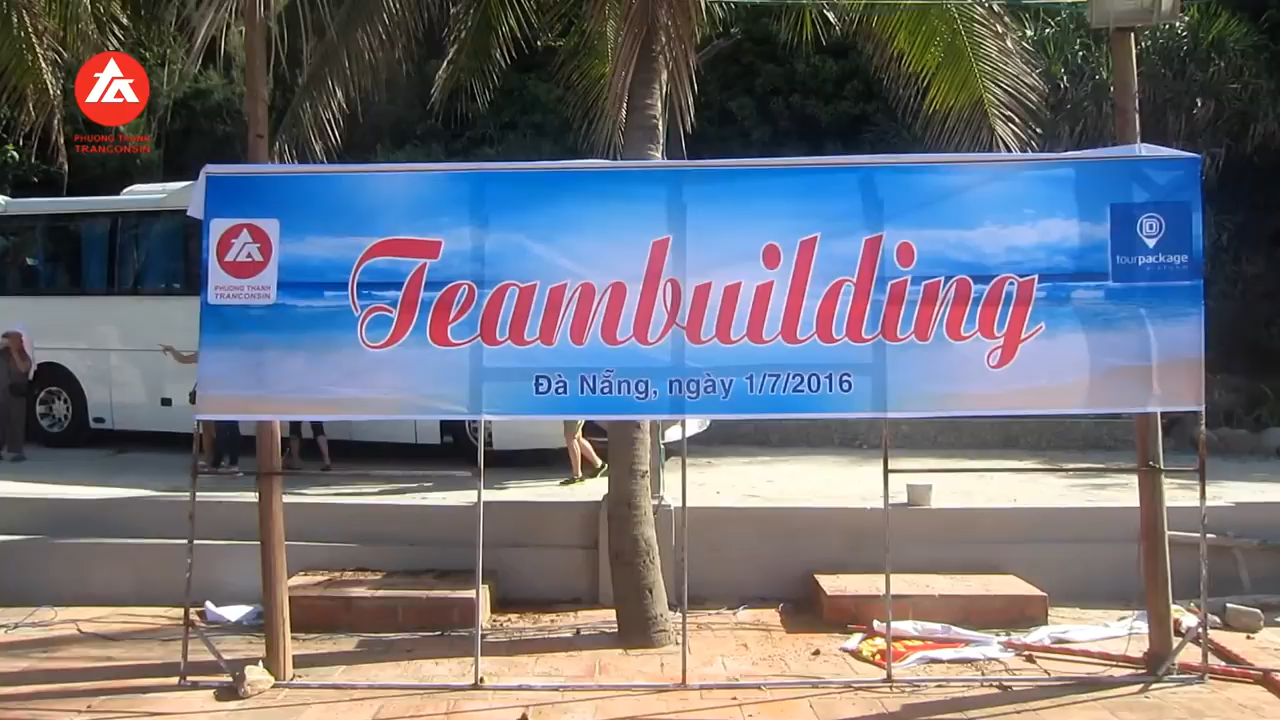 PHUONG THANH
TRANCONSIN
PHUONG THANH
TRANCONSIN
Teambuilding
tourpackage
Đà Nẵng, ngày 1/7/2016